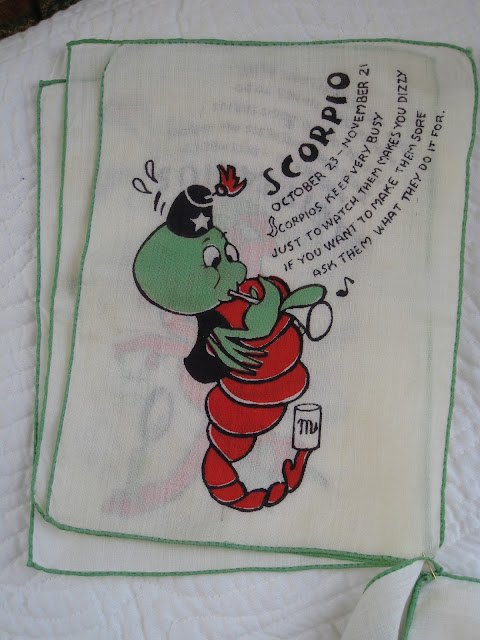 SCORPIO
OCTOBER 23 - NOVEMBER 21
SCORPIOS KEEP VERY BUSY
JUST TO WATCH THEM MAKES YOU DIZZY
IF YOU WANT TO MAKE THEM SORE
ASK THEM WHAT THEY DO IT FOR.